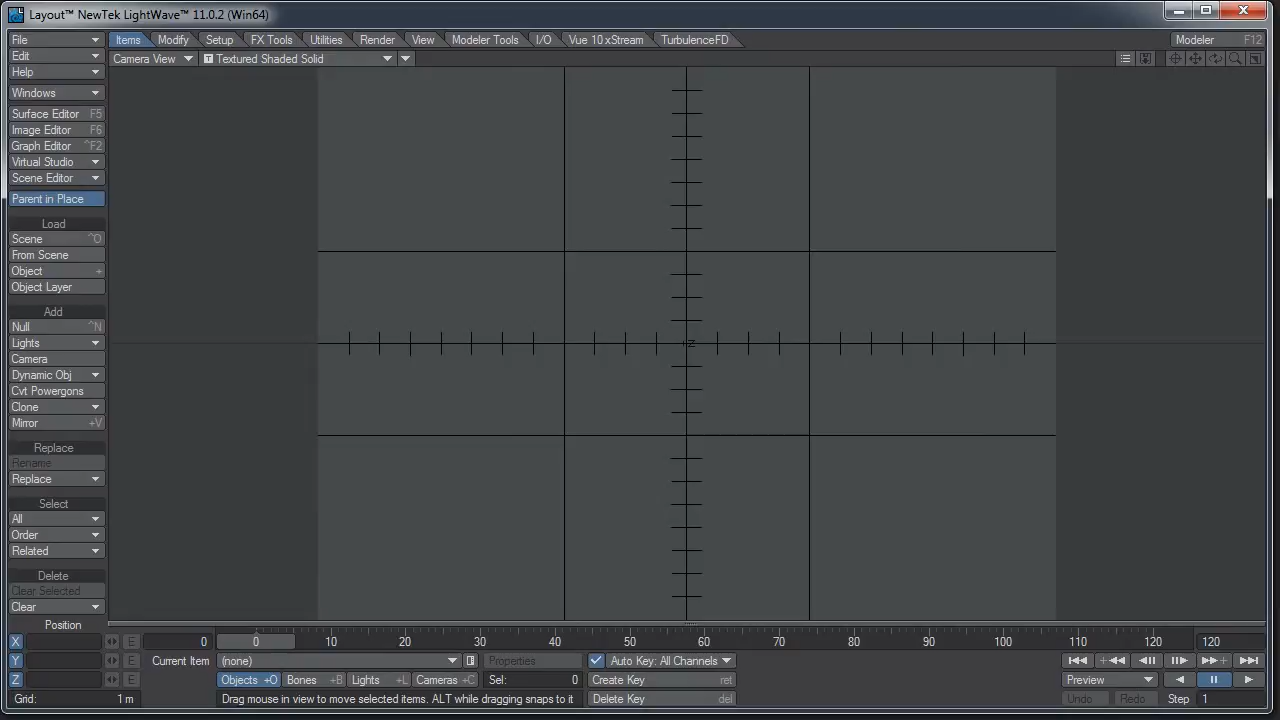 Layout™ NewTek LightWave™ 11.0.2 (Win64)
File Items Modify Setup FX Tools Utilities Render View Modeler Tools I/O Vue 10 xStream TurbulenceFD Modeler F12
Edit
Camera View T Textured Shaded Solid
Help
Windows
Surface Editor F5
Image Editor F6
Graph Editor ^F2
Virtual Studio
Scene Editor
Parent in Place
Load
Scene ^O
From Scene
Object +
Object Layer
Add
Null ^N
Lights
Camera
Dynamic Obj
Cvt Powergons
Clone
Mirror +V
Replace
Rename
Replace
Select
All
Order
Related
Delete
Clear Selected
Clear
Position
X E 0 0 10 20 30 40 50 60 70 80 90 100 110 120 120
Y E Current Item (none) Properties Auto Key: All Channels
Z E Objects +O Bones +B Lights +L Cameras +C Sel: 0 Create Key ret Preview
Grid: 1 m Drag mouse in view to move selected items. ALT while dragging snaps to it Delete Key del Undo Redo Step 1